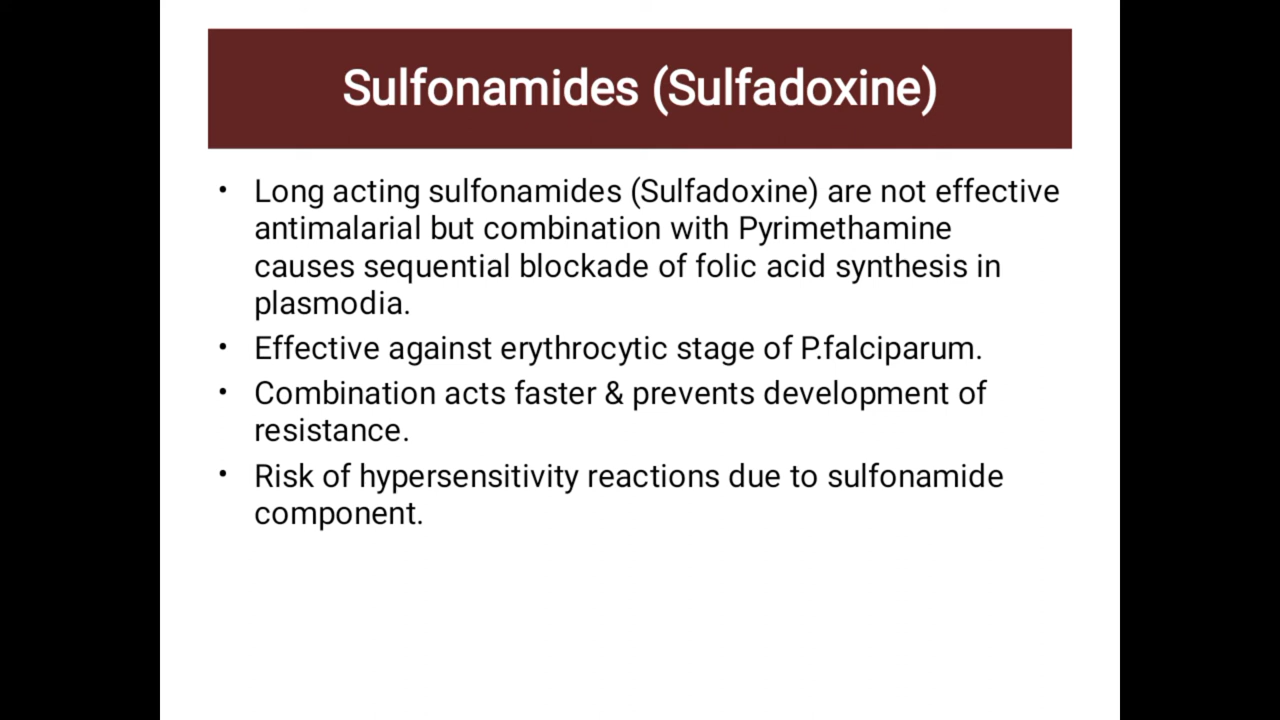 Sulfonamides (Sulfadoxine)
• Long acting sulfonamides (Sulfadoxine) are not effective
antimalarial but combination with Pyrimethamine
causes sequential blockade of folic acid synthesis in
plasmodia.
• Effective against erythrocytic stage of P.falciparum.
• Combination acts faster & prevents development of
resistance.
• Risk of hypersensitivity reactions due to sulfonamide
component.